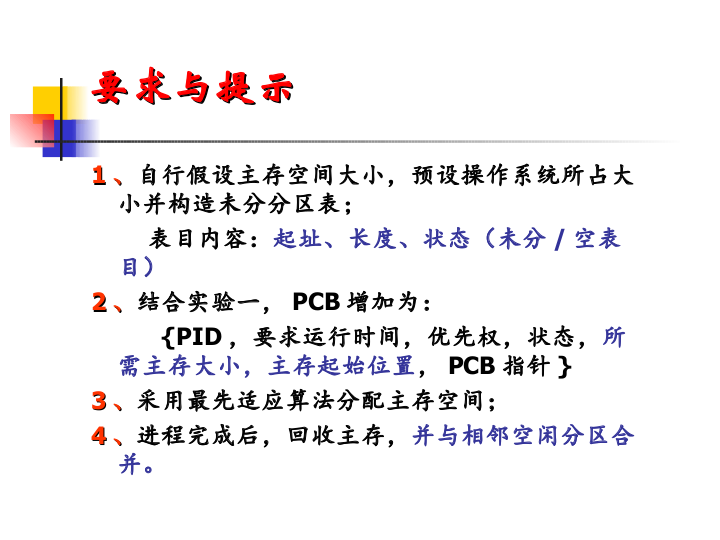 要求与提示
1、自行假设主存空间大小，预设操作系统所占大
小并构造未分分区表；
表目内容：起址、长度、状态（未分/空表
目）
2、结合实验一，PCB增加为：
{PID，要求运行时间，优先权，状态，所
需主存大小，主存起始位置，PCB指针}
3、采用最先适应算法分配主存空间；
4、进程完成后，回收主存，并与相邻空闲分区合
并。